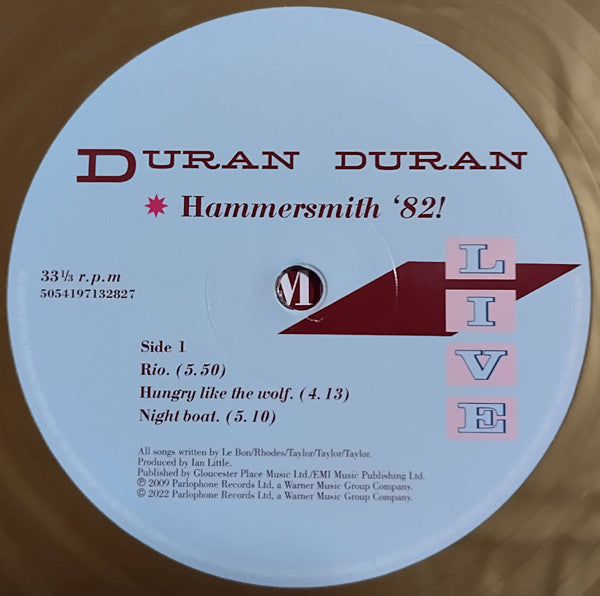 DURAN DURAN
Hammersmith ‘82!
33⅓ r.p.m
5054197132827
L
I
V
E
Side 1
Rio. (5.50)
Hungry like the wolf. (4.13)
Night boat. (5.10)
All songs written by Le Bon/Rhodes/Taylor/Taylor/Taylor.
Produced by Ian Little.
Published by Gloucester Place Music Ltd./EMI Music Publishing Ltd.
℗ 2009 Parlophone Records Ltd, a Warner Music Group Company.
© 2022 Parlophone Records Ltd, a Warner Music Group Company.